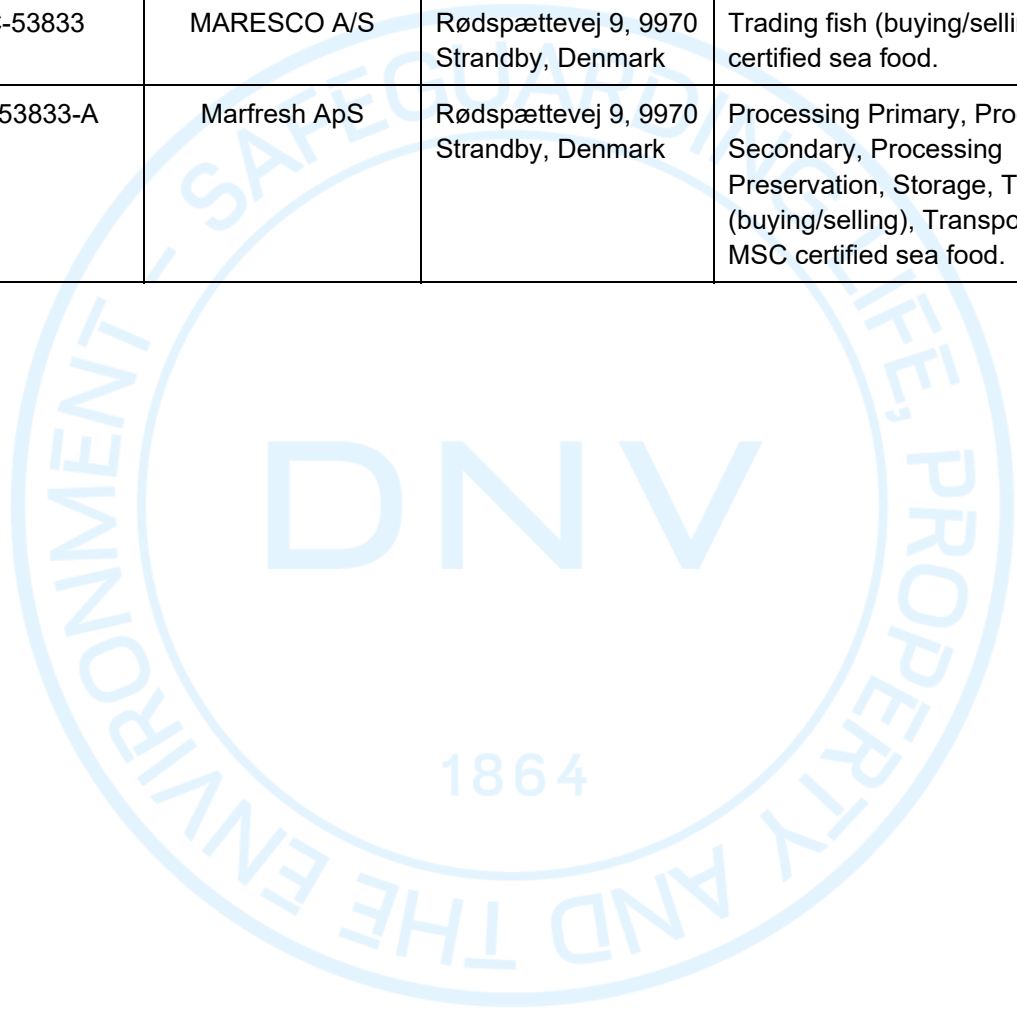 -53833 MARESCO A/S Rødspættevej 9, 9970 Trading fish (buying/selli
Strandby, Denmark certified sea food.
53833-A Marfresh ApS Rødspættevej 9, 9970 Processing Primary, Pro
Strandby, Denmark Secondary, Processing
Preservation, Storage, T
(buying/selling), Transpo
MSC certified sea food.
SAFEGUARDING LIFE, PROPERTY AND THE ENVIRONMENT –
DNV
1864